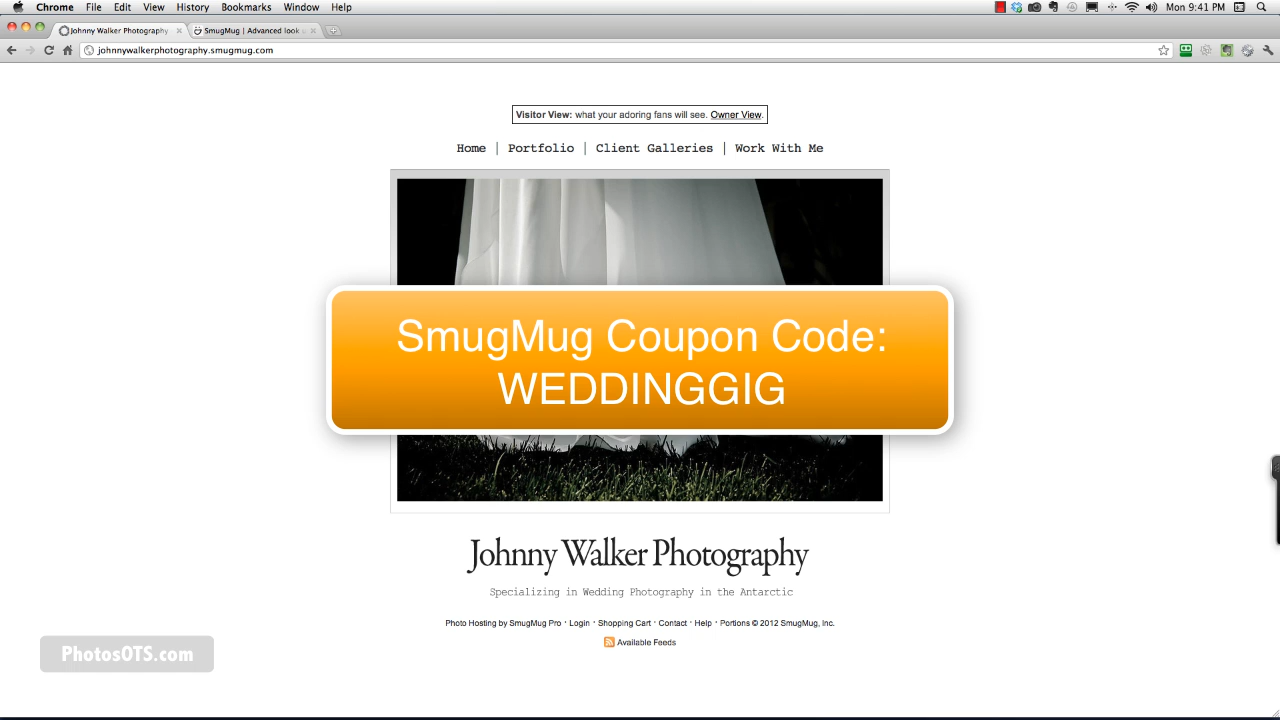 Chrome File Edit View History Bookmarks Window Help Mon 9:41 PM
Johnny Walker Photography SmugMug | Advanced look
johnnywalkerphotography.smugmug.com
Visitor View: what your adoring fans will see. Owner View.
Home | Portfolio | Client Galleries | Work With Me
SmugMug Coupon Code:
WEDDINGGIG
Johnny Walker Photography
Specializing in Wedding Photography in the Antarctic
Photo Hosting by SmugMug Pro · Login · Shopping Cart · Contact · Help · Portions © 2012 SmugMug, Inc.
Available Feeds
PhotosOTS.com